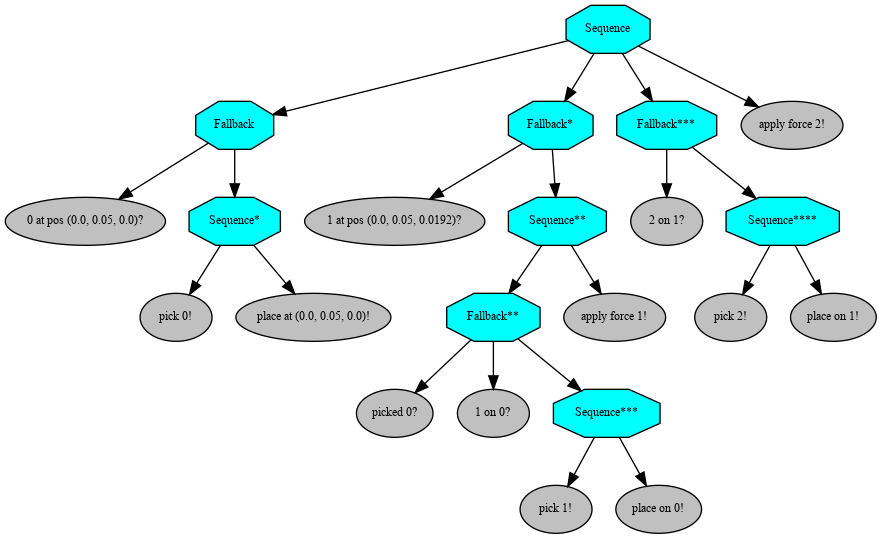 Sequence
Fallback
Fallback*
Fallback***
apply force 2!
0 at pos (0.0, 0.05, 0.0)?
Sequence*
1 at pos (0.0, 0.05, 0.0192)?
Sequence**
2 on 1?
Sequence****
pick 0!
place at (0.0, 0.05, 0.0)!
Fallback**
apply force 1!
pick 2!
place on 1!
picked 0?
1 on 0?
Sequence***
pick 1!
place on 0!